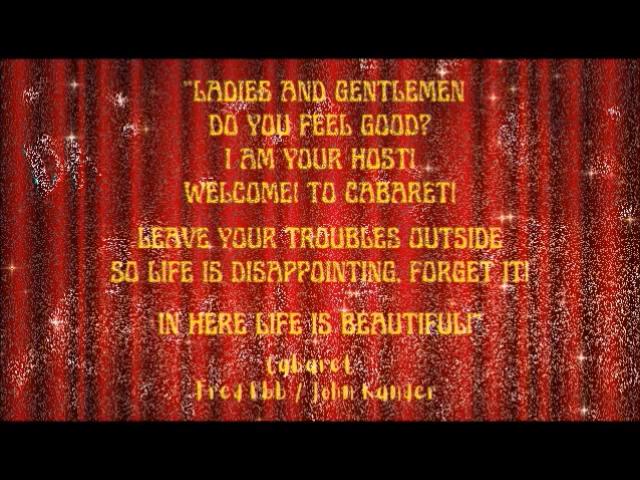 "LADIES AND GENTLEMEN
DO YOU FEEL GOOD?
I AM YOUR HOST!
WELCOME! TO CABARET!
LEAVE YOUR TROUBLES OUTSIDE
SO LIFE IS DISAPPOINTING, FORGET IT!
IN HERE LIFE IS BEAUTIFUL!"
Cabaret
Fred Ebb / John Kander